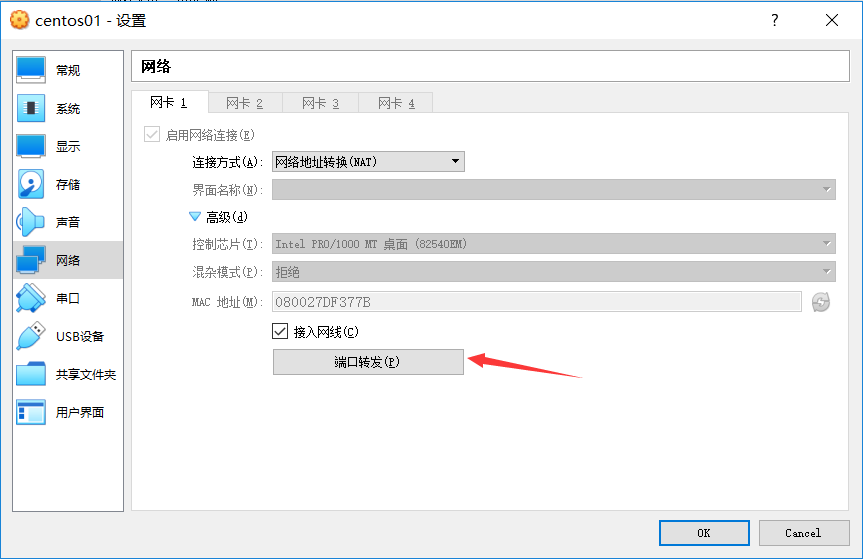 centos01 - 设置
?
常规
系统
显示
存储
声音
网络
串口
USB设备
共享文件夹
用户界面
网络
网卡 1 网卡 2 网卡 3 网卡 4
启用网络连接(E)
连接方式(A): 网络地址转换(NAT)
界面名称(N):
高级(d)
控制芯片(T): Intel PRO/1000 MT 桌面 (82540EM)
混杂模式(P): 拒绝
MAC 地址(M): 080027DF377B
接入网线(C)
端口转发(P)
OK Cancel